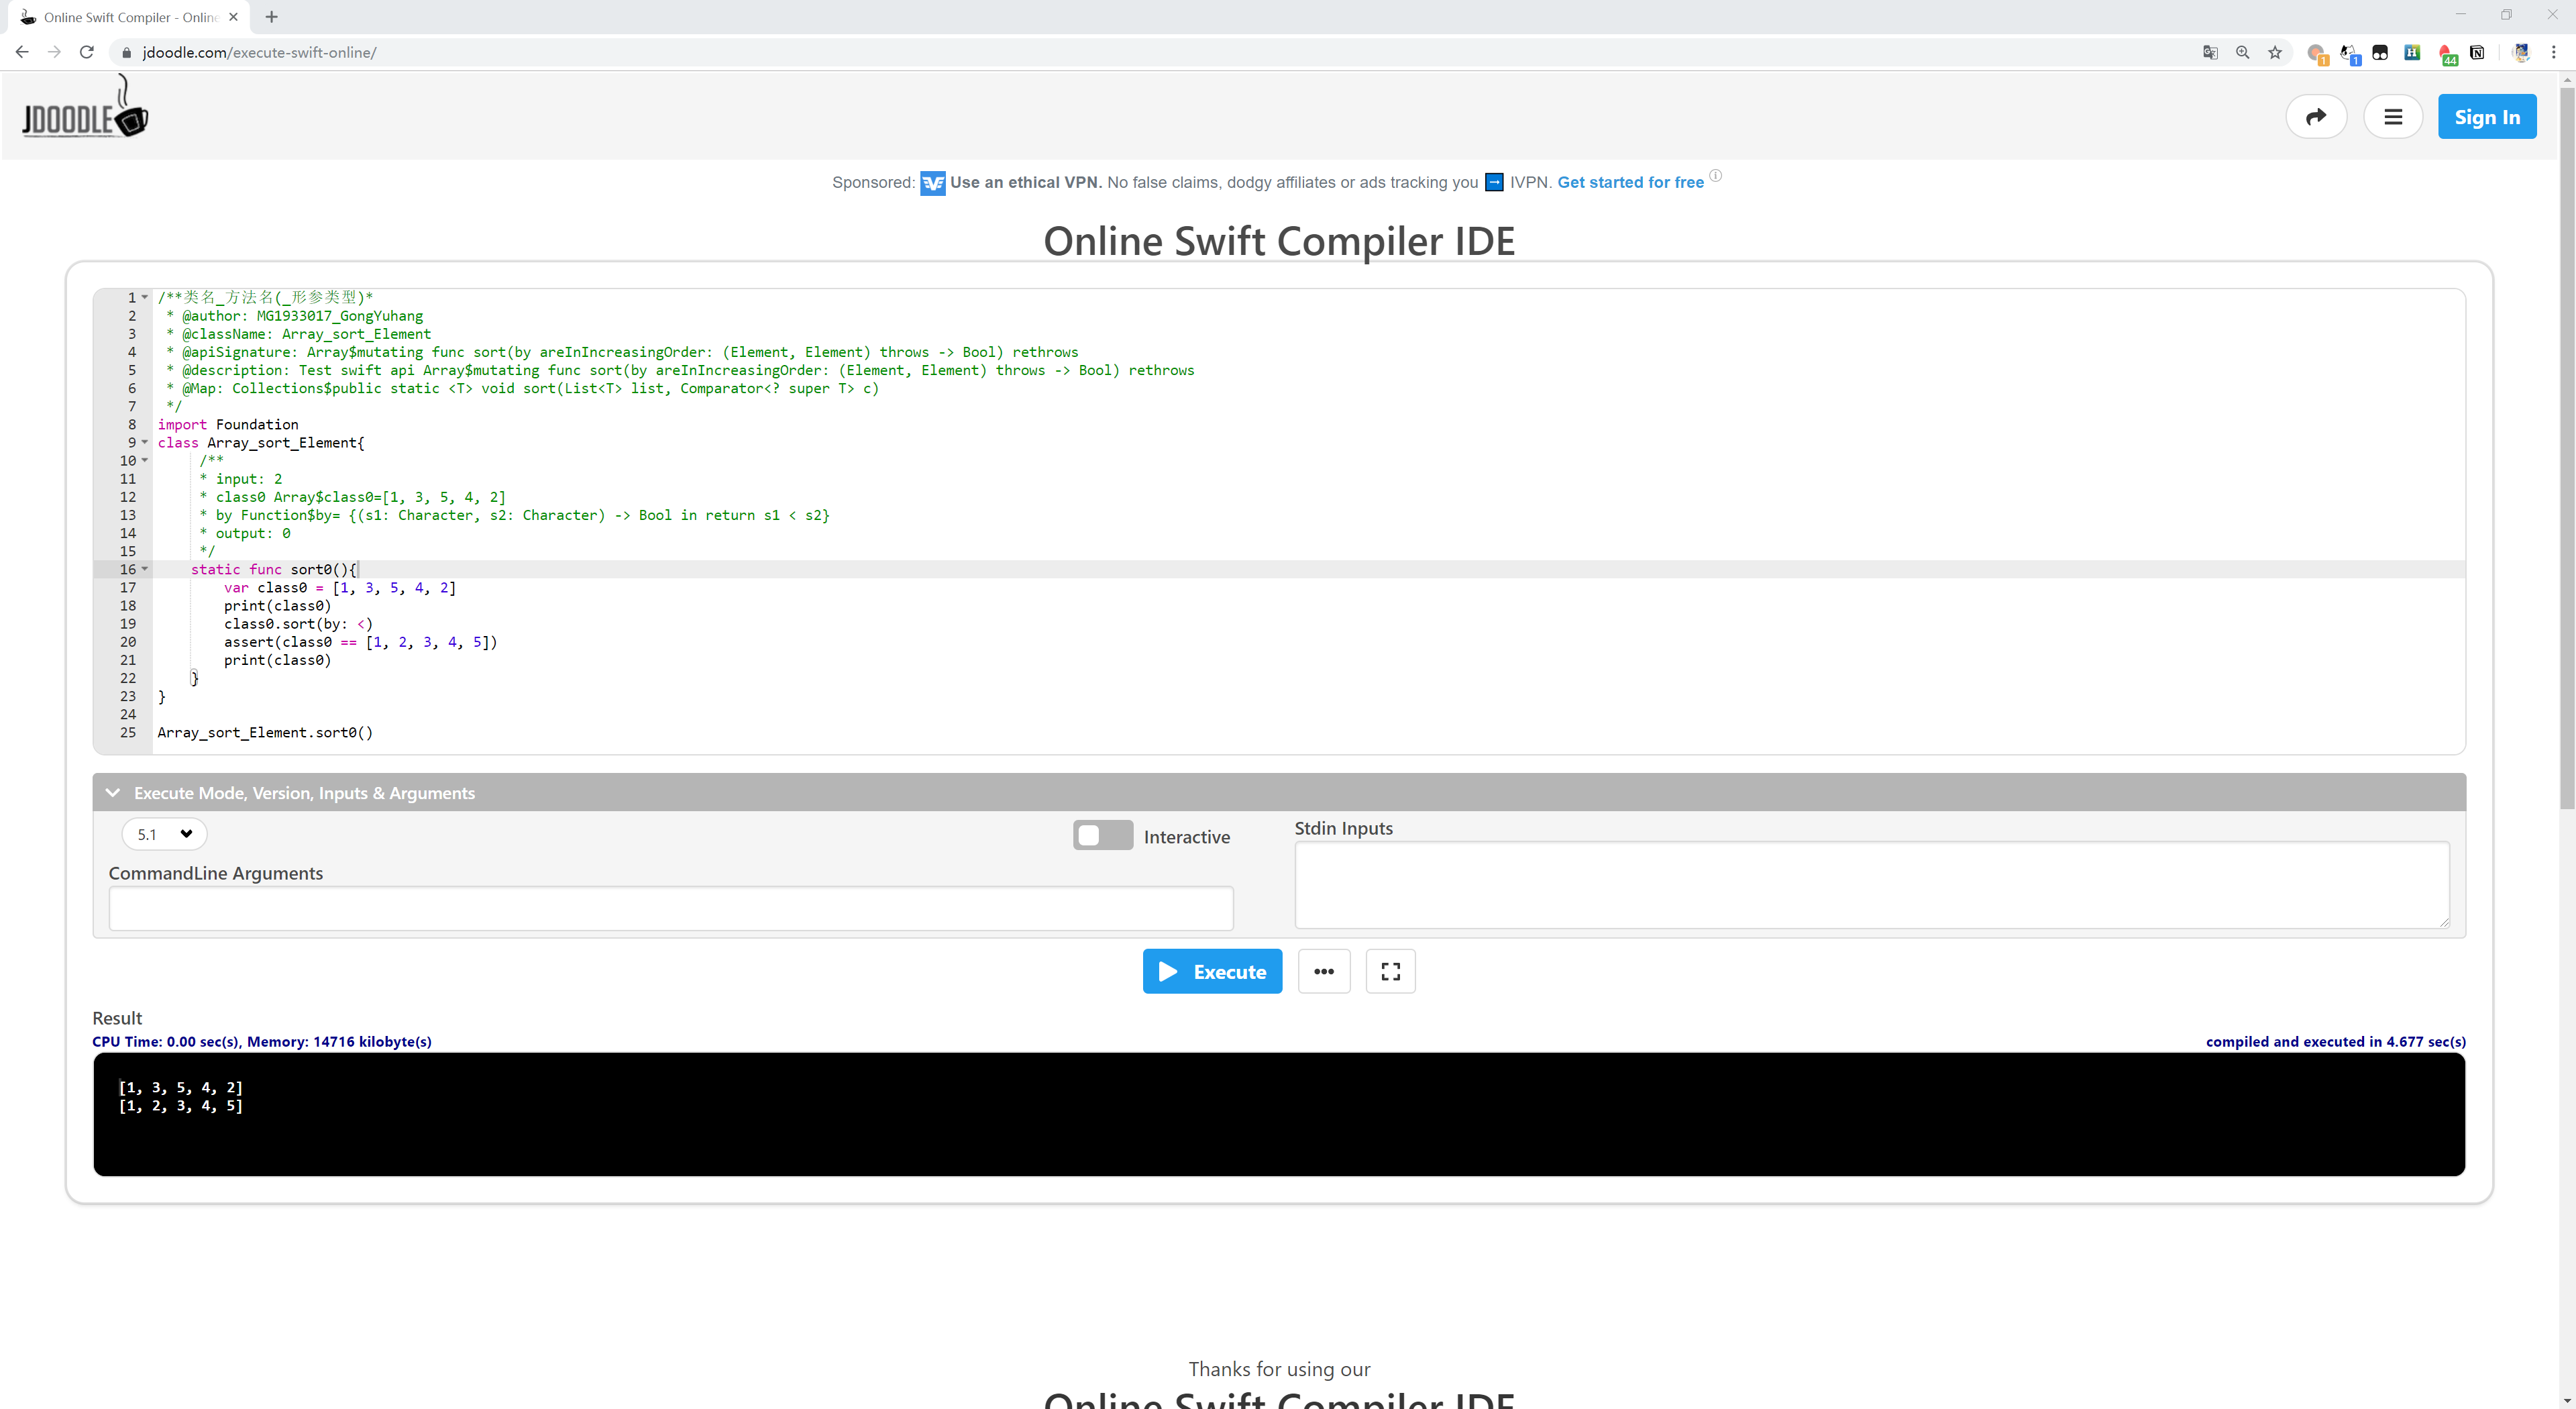 Online Swift Compiler - Online
jdoodle.com/execute-swift-online/
1
1
44
JDOODLE
Sign In
Sponsored: Use an ethical VPN. No false claims, dodgy affiliates or ads tracking you IVPN. Get started for free
Online Swift Compiler IDE
1 /**类名_方法名(_形参类型)*
2 * @author: MG1933017_GongYuhang
3 * @className: Array_sort_Element
4 * @apiSignature: Array$mutating func sort(by areInIncreasingOrder: (Element, Element) throws -> Bool) rethrows
5 * @description: Test swift api Array$mutating func sort(by areInIncreasingOrder: (Element, Element) throws -> Bool) rethrows
6 * @Map: Collections$public static <T> void sort(List<T> list, Comparator<? super T> c)
7 */
8 import Foundation
9 class Array_sort_Element{
10 /**
11 * input: 2
12 * class0 Array$class0=[1, 3, 5, 4, 2]
13 * by Function$by= {(s1: Character, s2: Character) -> Bool in return s1 < s2}
14 * output: 0
15 */
16 static func sort0(){
17 var class0 = [1, 3, 5, 4, 2]
18 print(class0)
19 class0.sort(by: <)
20 assert(class0 == [1, 2, 3, 4, 5])
21 print(class0)
22 }
23 }
24
25 Array_sort_Element.sort0()
Execute Mode, Version, Inputs & Arguments
5.1
Interactive
Stdin Inputs
CommandLine Arguments
Execute
Result
CPU Time: 0.00 sec(s), Memory: 14716 kilobyte(s)
compiled and executed in 4.677 sec(s)
[1, 3, 5, 4, 2]
[1, 2, 3, 4, 5]
Thanks for using our
Online Swift Compiler IDE